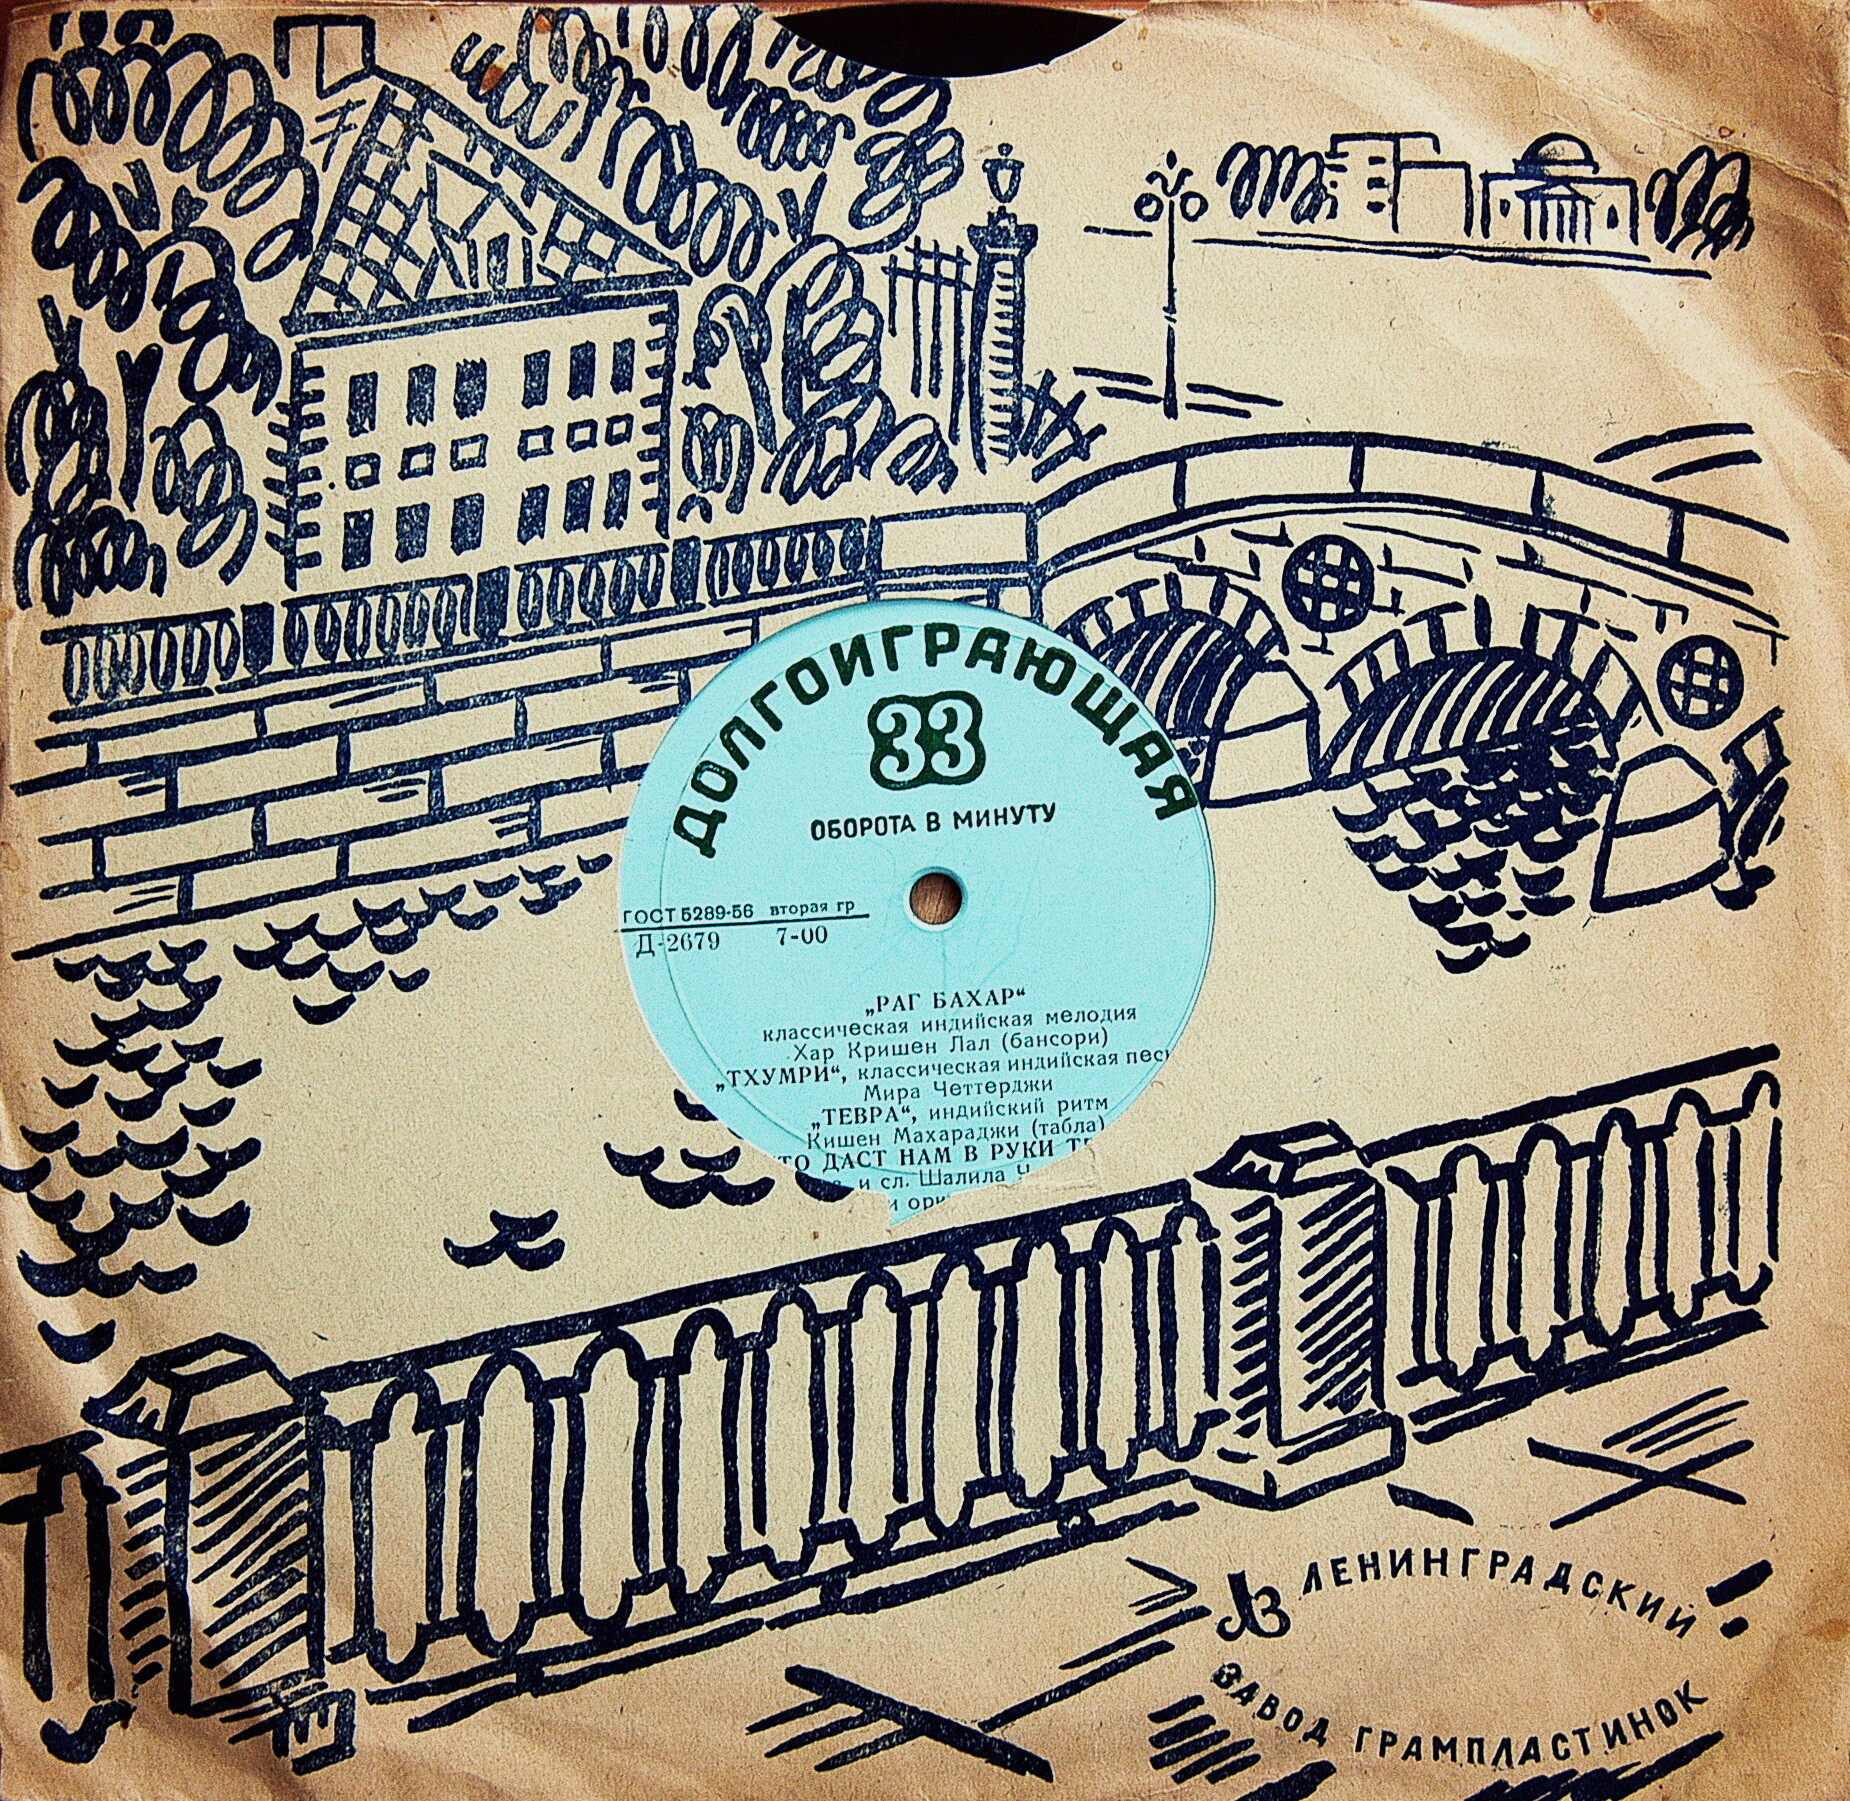 ДОЛГОИГРАЮЩАЯ
33
ОБОРОТА В МИНУТУ
ГОСТ 5289-56 вторая гр
Д-2679 7-00
„РАГ БАХАР“
классическая индийская мелодия
Хар Кришен Лал (бансори)
„ТХУМРИ“, классическая индийская
Мира Четтерджи
„ТЕВРА“, индийский ритм
Кишен Махараджи (табла)
ДАСТ НАМ В РУКИ
и сл. Шалила
и
ЛЗ ЛЕНИНГРАДСКИЙ
ЗАВОД ГРАМПЛАСТИНОК